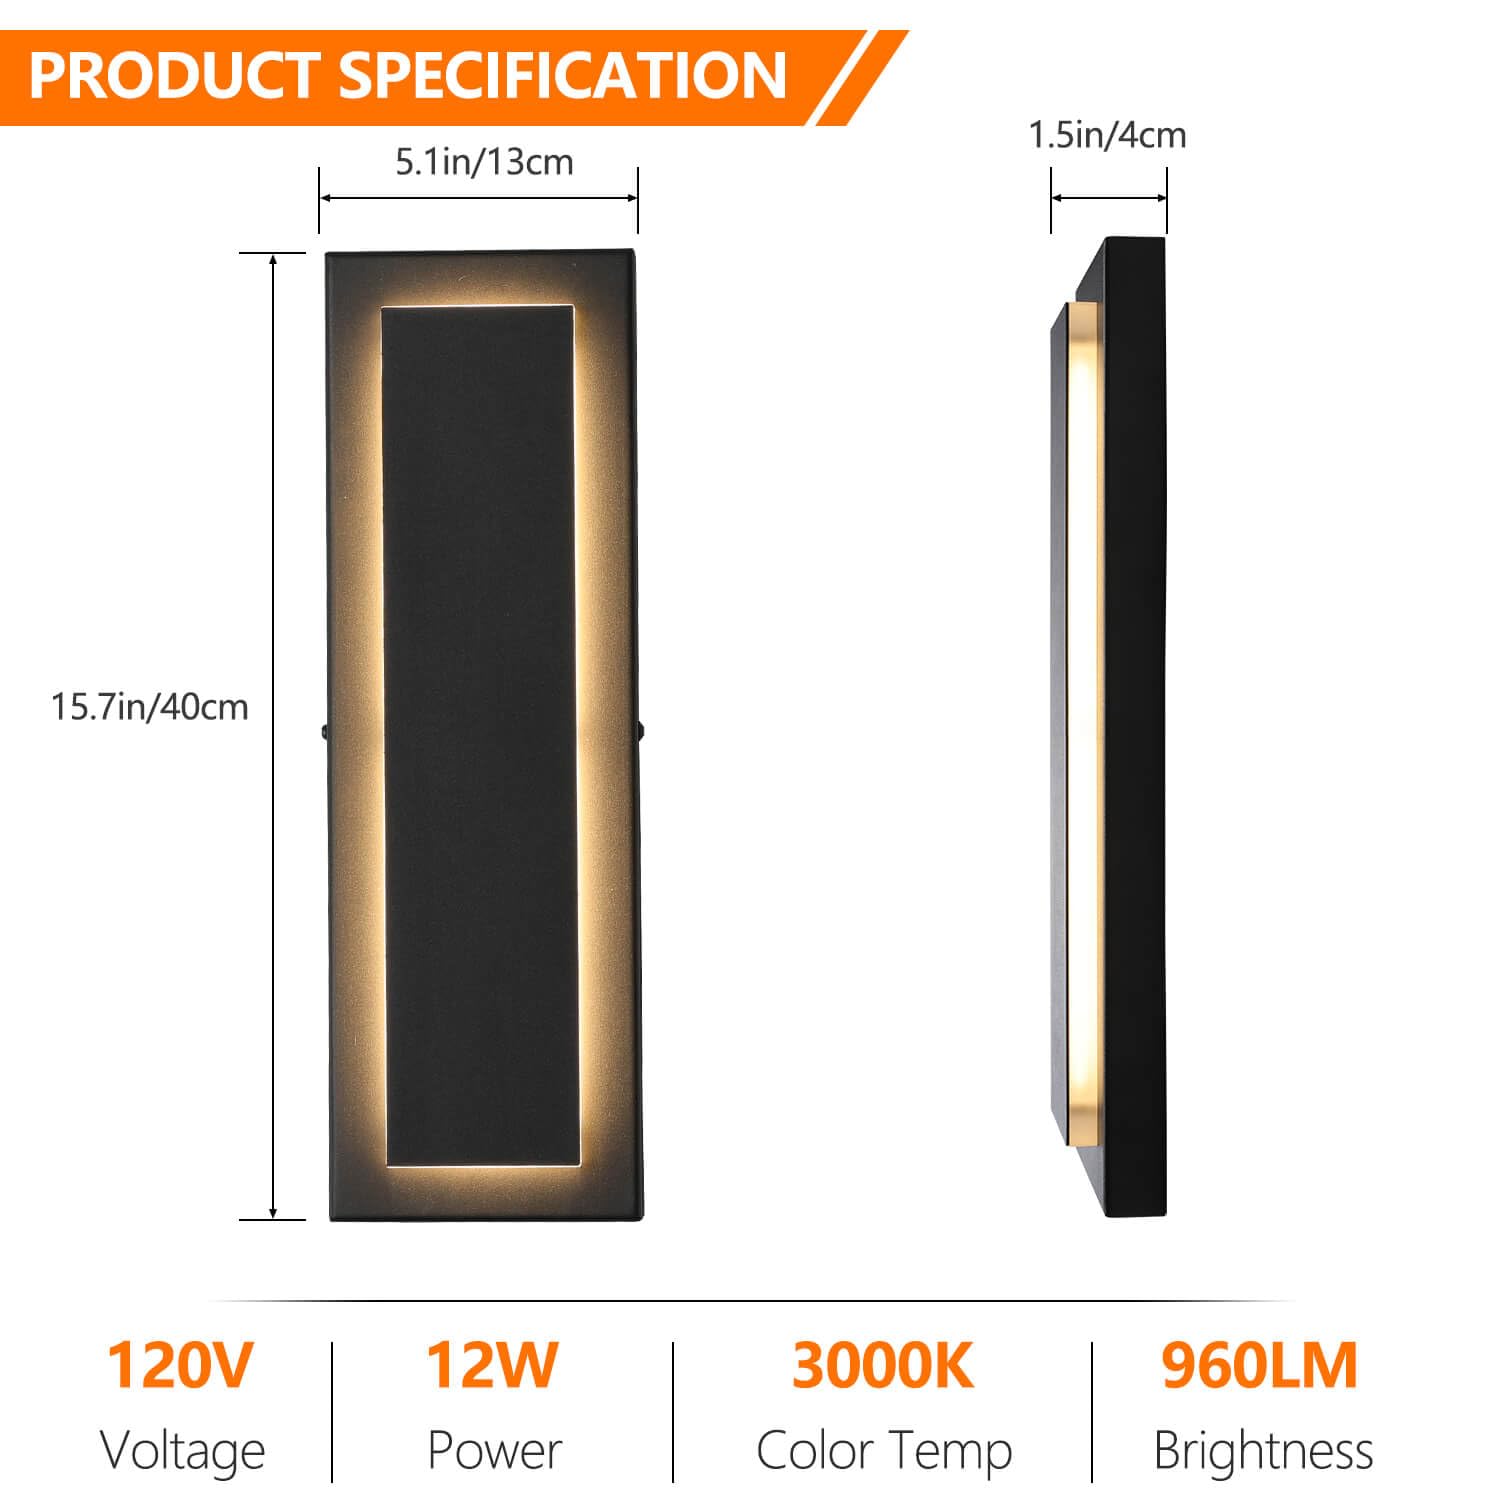 PRODUCT SPECIFICATION
5.1in/13cm
1.5in/4cm
15.7in/40cm
120V
Voltage
12W
Power
3000K
Color Temp
960LM
Brightness